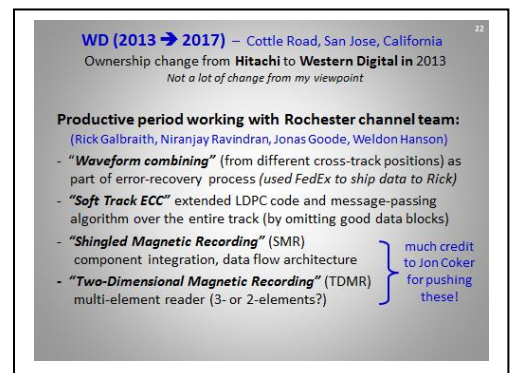 22
WD (2013 ➔ 2017) – Cottle Road, San Jose, California
Ownership change from Hitachi to Western Digital in 2013
Not a lot of change from my viewpoint
Productive period working with Rochester channel team:
(Rick Galbraith, Niranjay Ravindran, Jonas Goode, Weldon Hanson)
- “Waveform combining” (from different cross-track positions) as
part of error-recovery process (used FedEx to ship data to Rick)
- “Soft Track ECC” extended LDPC code and message-passing
algorithm over the entire track (by omitting good data blocks)
- “Shingled Magnetic Recording” (SMR)
component integration, data flow architecture
- “Two-Dimensional Magnetic Recording” (TDMR)
multi-element reader (3- or 2-elements?)
much credit
to Jon Coker
for pushing
these!